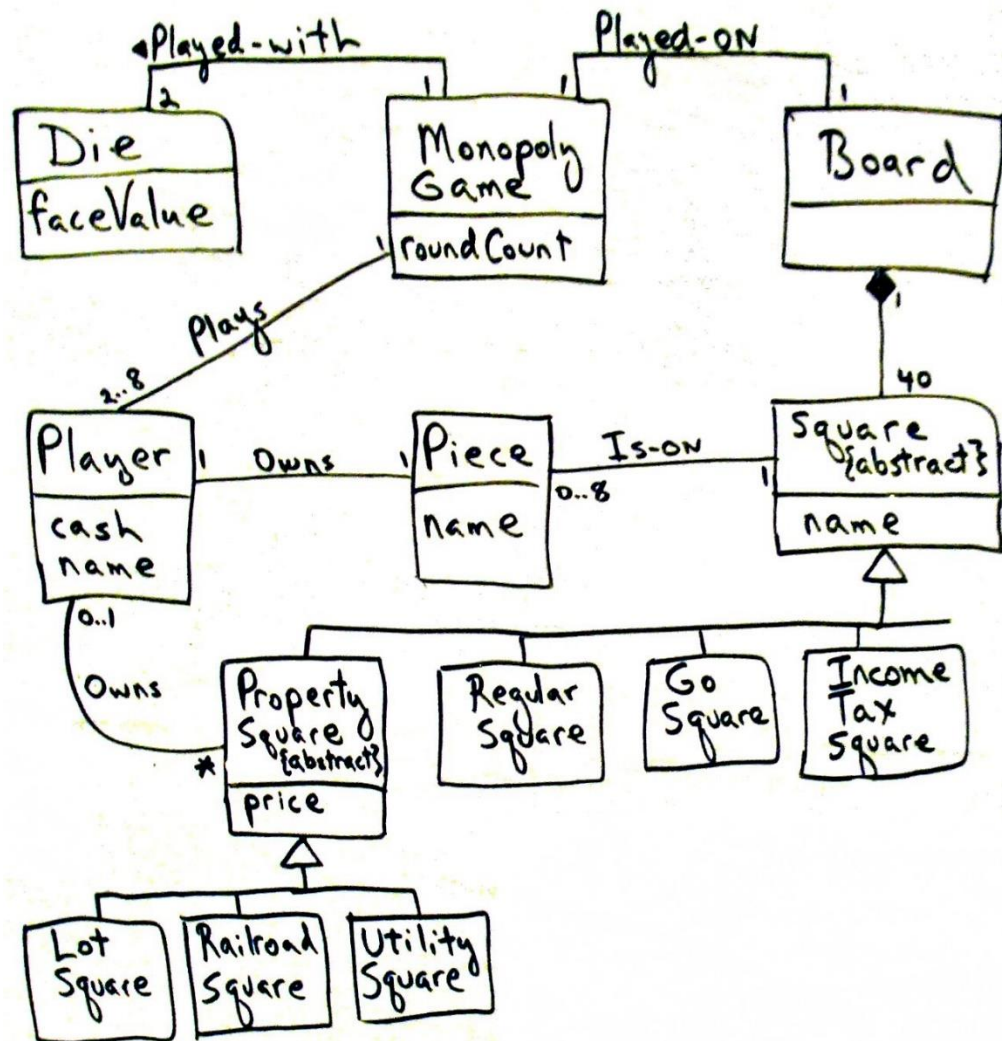 ◄Played-with
Played-ON
2
1
1
1
Die
faceValue
Monopoly
Game
roundCount
Board
1
1
Plays
2..8
40
Player
cash
name
1
Owns
1
Piece
name
Is-ON
0..8
1
Square
{abstract}
name
0..1
Owns
*
Property
Square
{abstract}
price
Regular
Square
Go
Square
Income
Tax
Square
Lot
Square
Railroad
Square
Utility
Square